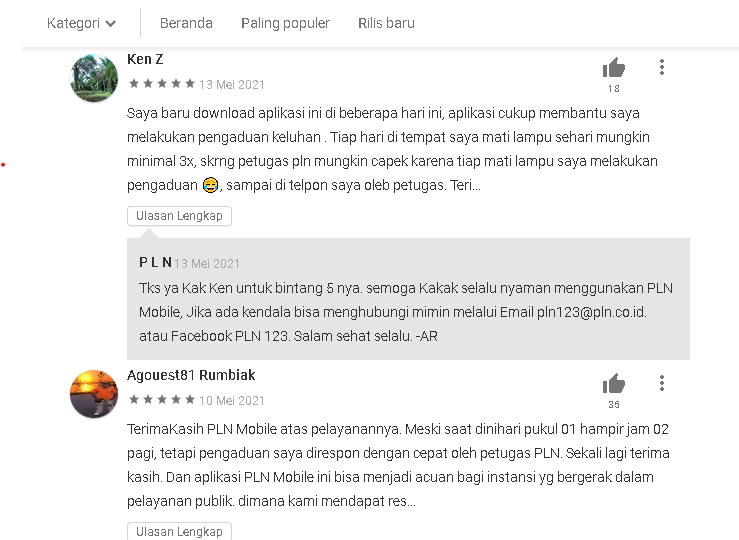 Kategori Beranda Paling populer Rilis baru
Ken Z
13 Mei 2021
18
Saya baru download aplikasi ini di beberapa hari ini, aplikasi cukup membantu saya
melakukan pengaduan keluhan . Tiap hari di tempat saya mati lampu sehari mungkin
minimal 3x, skrng petugas pln mungkin capek karena tiap mati lampu saya melakukan
pengaduan 😂, sampai di telpon saya oleb petugas. Teri...
Ulasan Lengkap
P L N 13 Mei 2021
Tks ya Kak Ken untuk bintang 5 nya. semoga Kakak selalu nyaman menggunakan PLN
Mobile, Jika ada kendala bisa menghubungi mimin melalui Email pln123@pln.co.id.
atau Facebook PLN 123. Salam sehat selalu. -AR
Agouest81 Rumbiak
10 Mei 2021
35
TerimaKasih PLN Mobile atas pelayanannya. Meski saat dinihari pukul 01 hampir jam 02
pagi, tetapi pengaduan saya direspon dengan cepat oleh petugas PLN. Sekali lagi terima
kasih. Dan aplikasi PLN Mobile ini bisa menjadi acuan bagi instansi yg bergerak dalam
pelayanan publik. dimana kami mendapat res...
Ulasan Lengkap